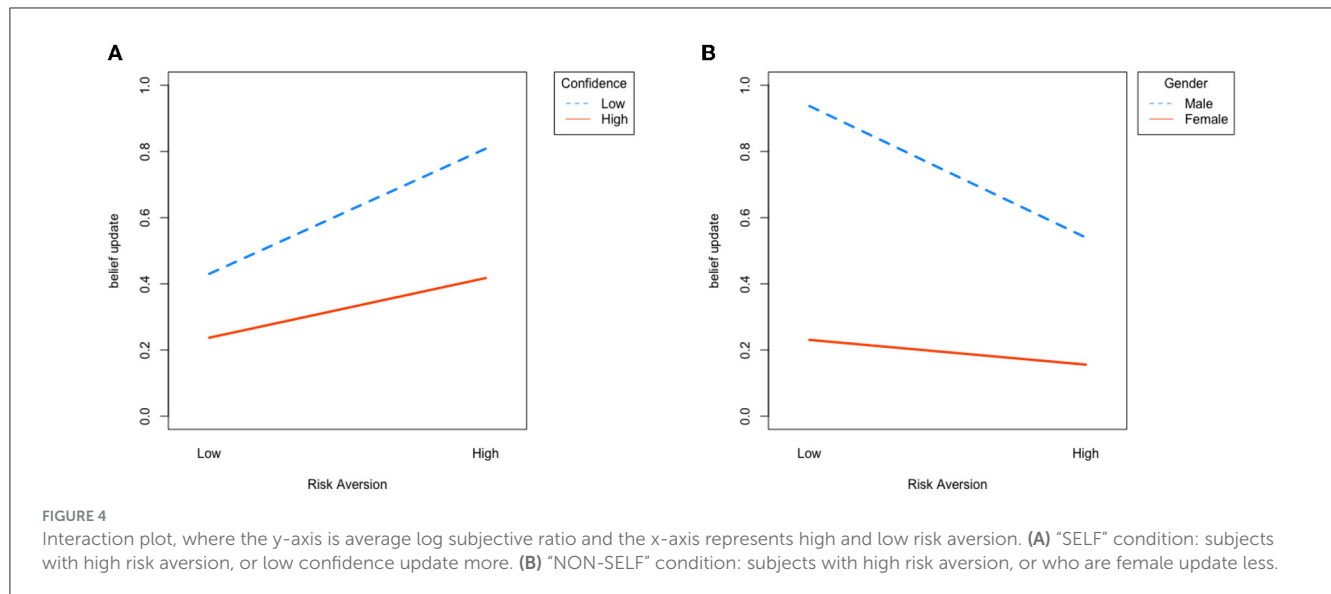 A
Confidence
Low
High
1.0
0.8
0.6
0.4
0.2
0.0
belief update
Low
High
Risk Aversion
B
Gender
Male
Female
1.0
0.8
0.6
0.4
0.2
0.0
belief update
Low
High
Risk Aversion
FIGURE 4
Interaction plot, where the y-axis is average log subjective ratio and the x-axis represents high and low risk aversion. (A) “SELF” condition: subjects
with high risk aversion, or low confidence update more. (B) “NON-SELF” condition: subjects with high risk aversion, or who are female update less.